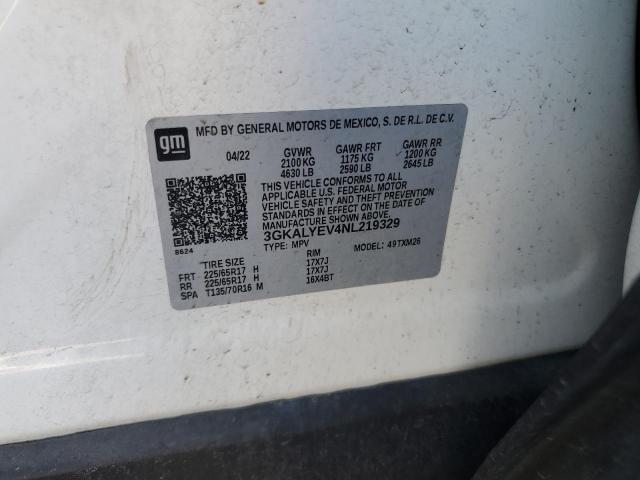 gm
MFD BY GENERAL MOTORS DE MEXICO, S. DE R.L. DE C.V.
04/22 GVWR GAWR FRT GAWR RR
2100 KG 1175 KG 1200 KG
4630 LB 2590 LB 2645 LB
THIS VEHICLE CONFORMS TO ALL
APPLICABLE U.S. FEDERAL MOTOR
VEHICLE SAFETY AND THEFT PREVENTION
STANDARDS IN EFFECT ON THE DATE OF
MANUFACTURE SHOWN ABOVE.
3GKALYEV4NL219329
8624 TYPE: MPV MODEL: 49TXM26
TIRE SIZE RIM
FRT 225/65R17 H 17X7J
RR 225/65R17 H 17X7J
SPA T135/70R16 M 16X4BT